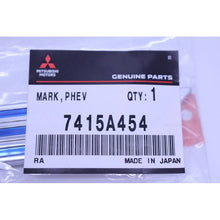 MITSUBISHI
MOTORS
GENUINE PARTS
MARK, PHEV QTY: 1
7415A454
RA MADE IN JAPAN